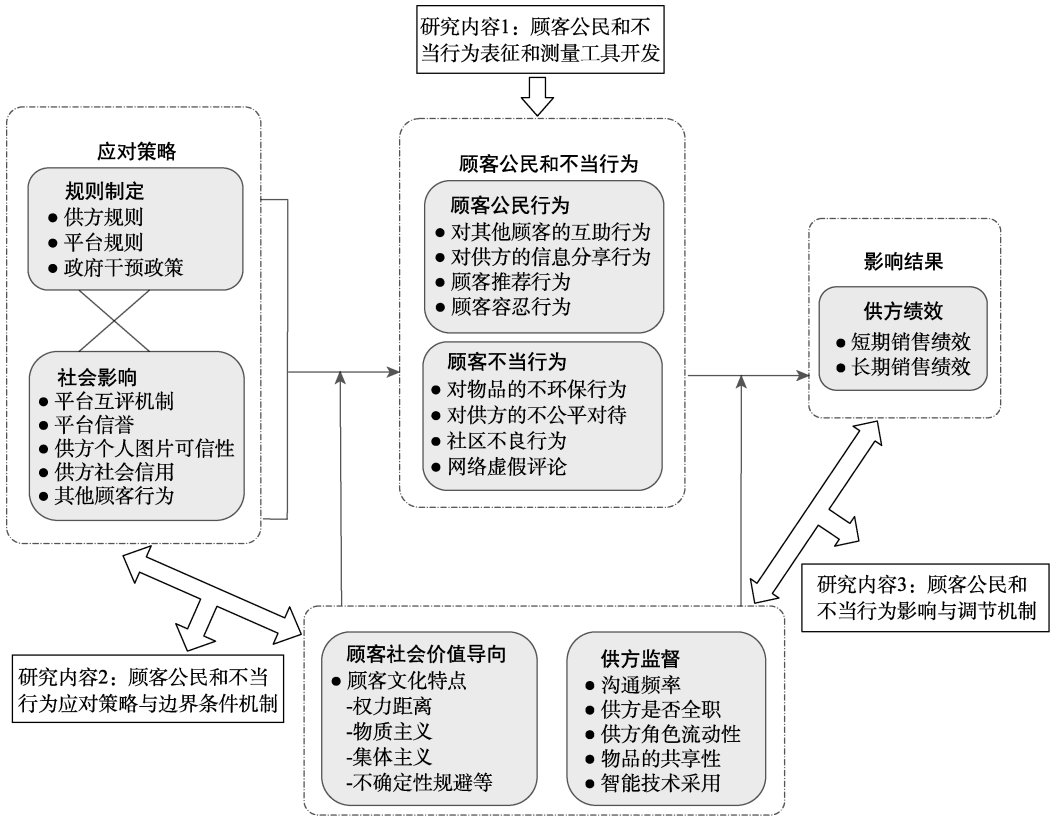 研究内容1：顾客公民和不
当行为表征和测量工具开发
应对策略
规则制定
● 供方规则
● 平台规则
● 政府干预政策
社会影响
● 平台互评机制
● 平台信誉
● 供方个人图片可信性
● 供方社会信用
● 其他顾客行为
顾客公民和不当行为
顾客公民行为
● 对其他顾客的互助行为
● 对供方的信息分享行为
● 顾客推荐行为
● 顾客容忍行为
顾客不当行为
● 对物品的不环保行为
● 对供方的不公平对待
● 社区不良行为
● 网络虚假评论
影响结果
供方绩效
● 短期销售绩效
● 长期销售绩效
研究内容2：顾客公民和不当
行为应对策略与边界条件机制
研究内容3：顾客公民和
不当行为影响与调节机制
顾客社会价值导向
● 顾客文化特点
-权力距离
-物质主义
-集体主义
-不确定性规避等
供方监督
● 沟通频率
● 供方是否全职
● 供方角色流动性
● 物品的共享性
● 智能技术采用